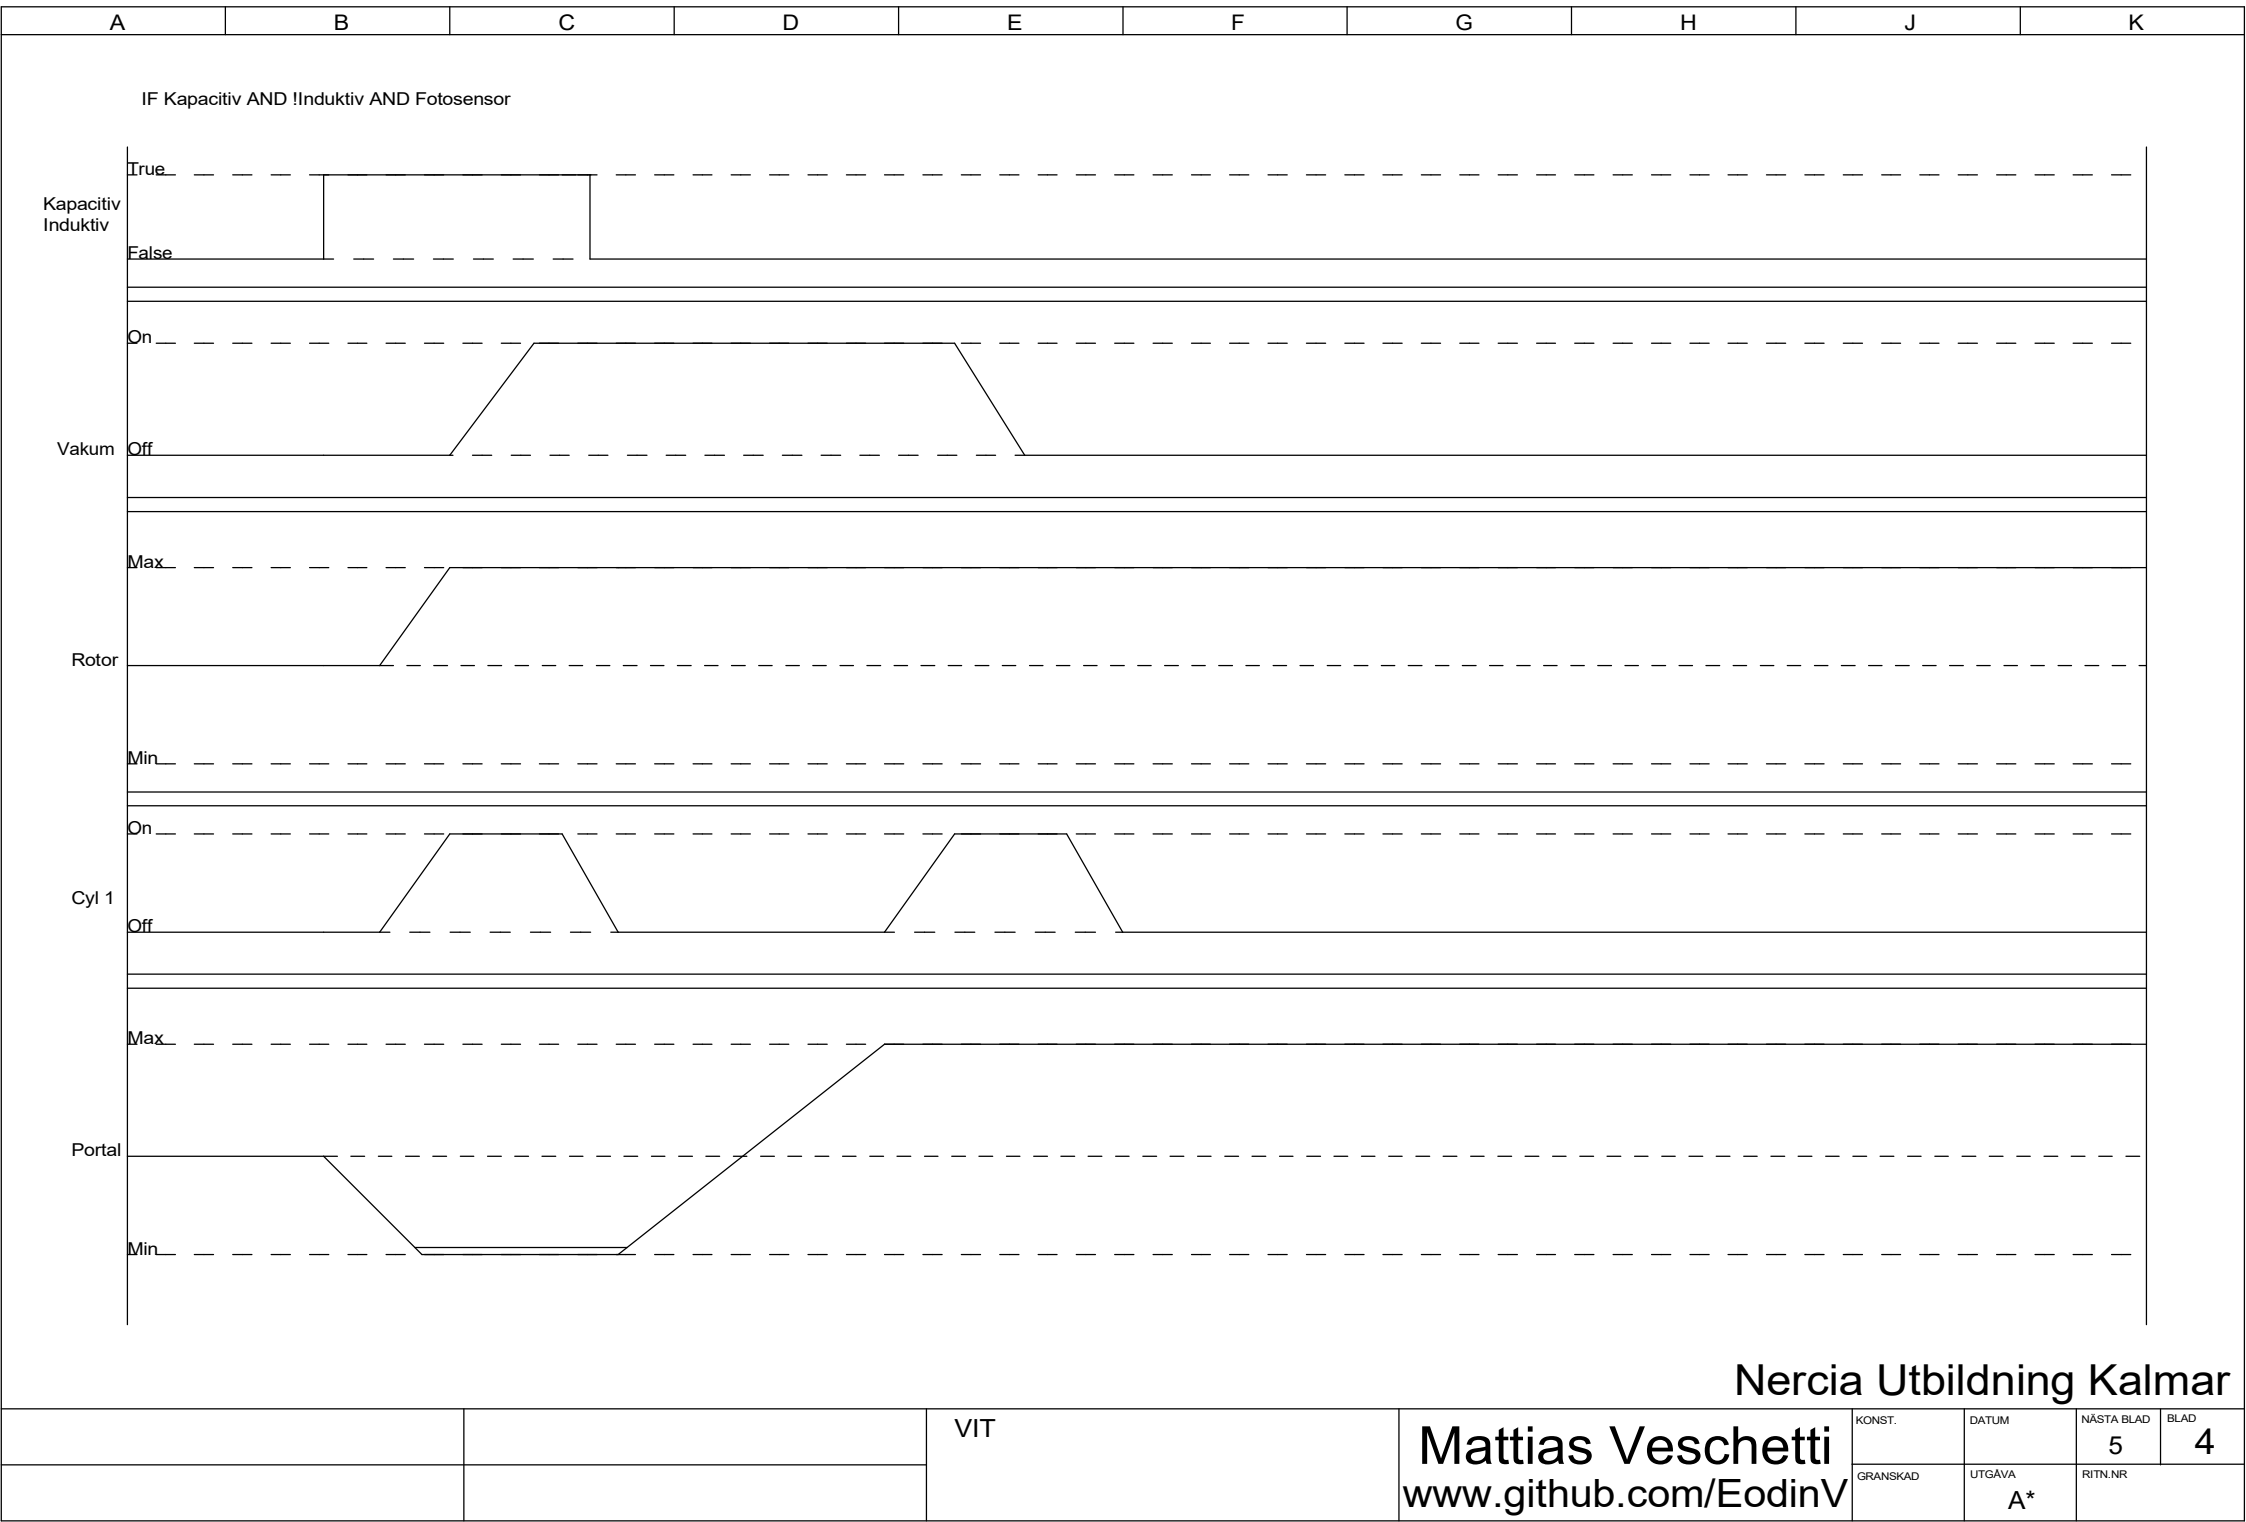 A B C D E F G H J K
IF Kapacitiv AND !Induktiv AND Fotosensor
True
Kapacitiv
Induktiv
False
On
Vakum Off
Max
Rotor
Min
On
Cyl 1
Off
Max
Portal
Min
Nercia Utbildning Kalmar
VIT
Mattias Veschetti
www.github.com/EodinV
KONST. DATUM NÄSTA BLAD BLAD
5 4
GRANSKAD UTGÅVA RITN.NR
A*